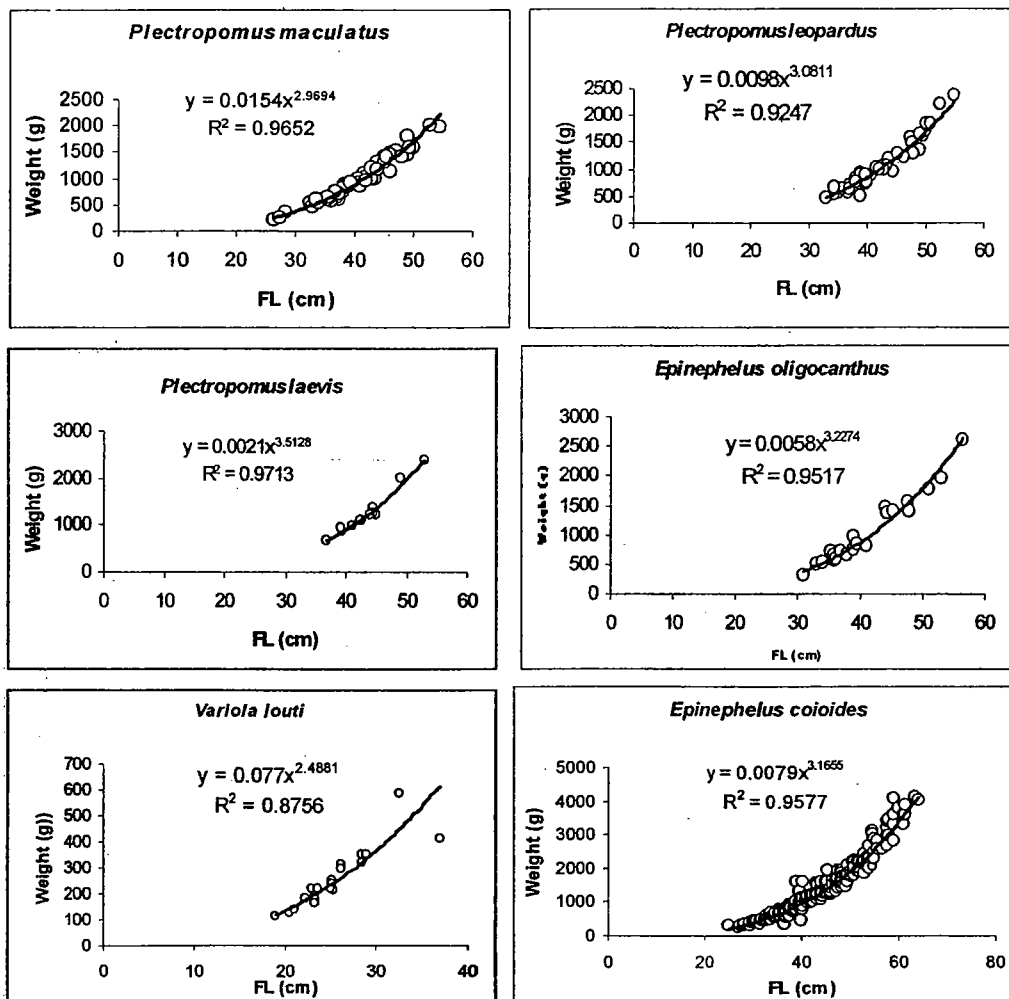 Plectropomus maculatus
y = 0.0154x^2.9694
R² = 0.9652
Weight (g)
2500
2000
1500
1000
500
0
0 10 20 30 40 50 60
FL (cm)
Plectropomus leopardus
y = 0.0098x^3.0811
R² = 0.9247
Weight (g)
2500
2000
1500
1000
500
0
0 10 20 30 40 50 60
FL (cm)
Plectropomus laevis
y = 0.0021x^3.5128
R² = 0.9713
Weight (g)
3000
2000
1000
0
0 10 20 30 40 50 60
FL (cm)
Epinephelus oligocanthus
y = 0.0058x^3.2274
R² = 0.9517
Weight (g)
3000
2500
2000
1500
1000
500
0
0 10 20 30 40 50 60
FL (cm)
Variola louti
y = 0.077x^2.4881
R² = 0.8756
Weight (g))
700
600
500
400
300
200
100
0
0 10 20 30 40
FL (cm)
Epinephelus coioides
y = 0.0079x^3.1655
R² = 0.9577
Weight (g)
5000
4000
3000
2000
1000
0
0 20 40 60 80
FL (cm)